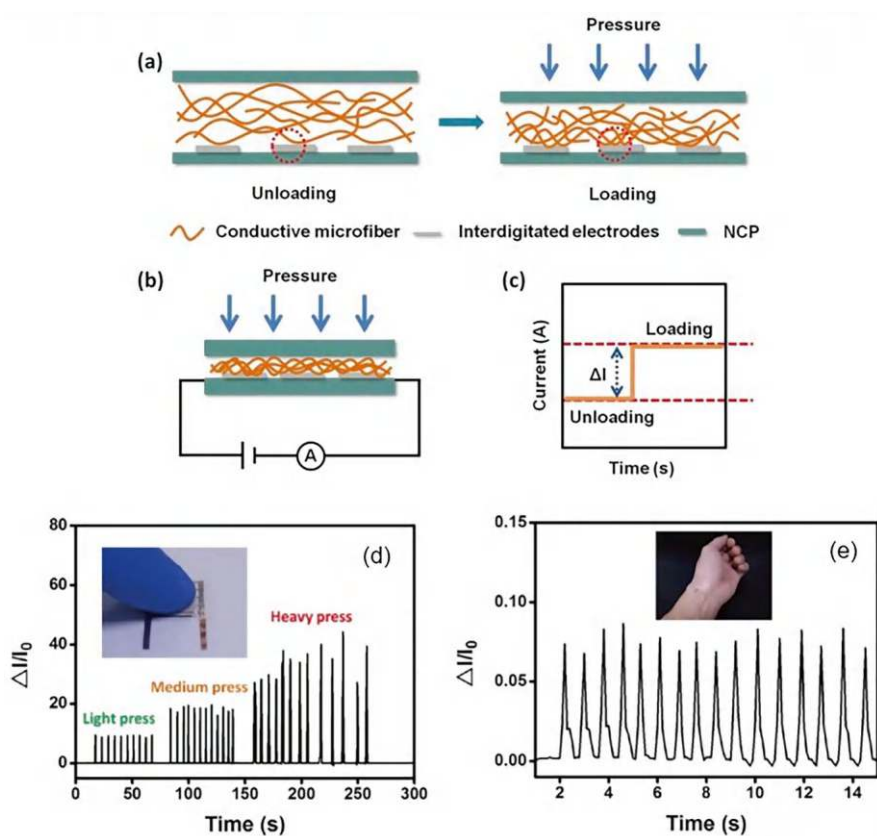 Pressure
(a)
Unloading
Loading
Conductive microfiber Interdigitated electrodes NCP
(b)
Pressure
A
(c)
Current (A)
Loading
ΔI
Unloading
Time (s)
80
60
40
20
0
ΔI/I₀
(d)
Heavy press
Medium press
Light press
0 50 100 150 200 250 300
Time (s)
0.15
0.10
0.05
0.00
ΔI/I₀
(e)
2 4 6 8 10 12 14
Time (s)